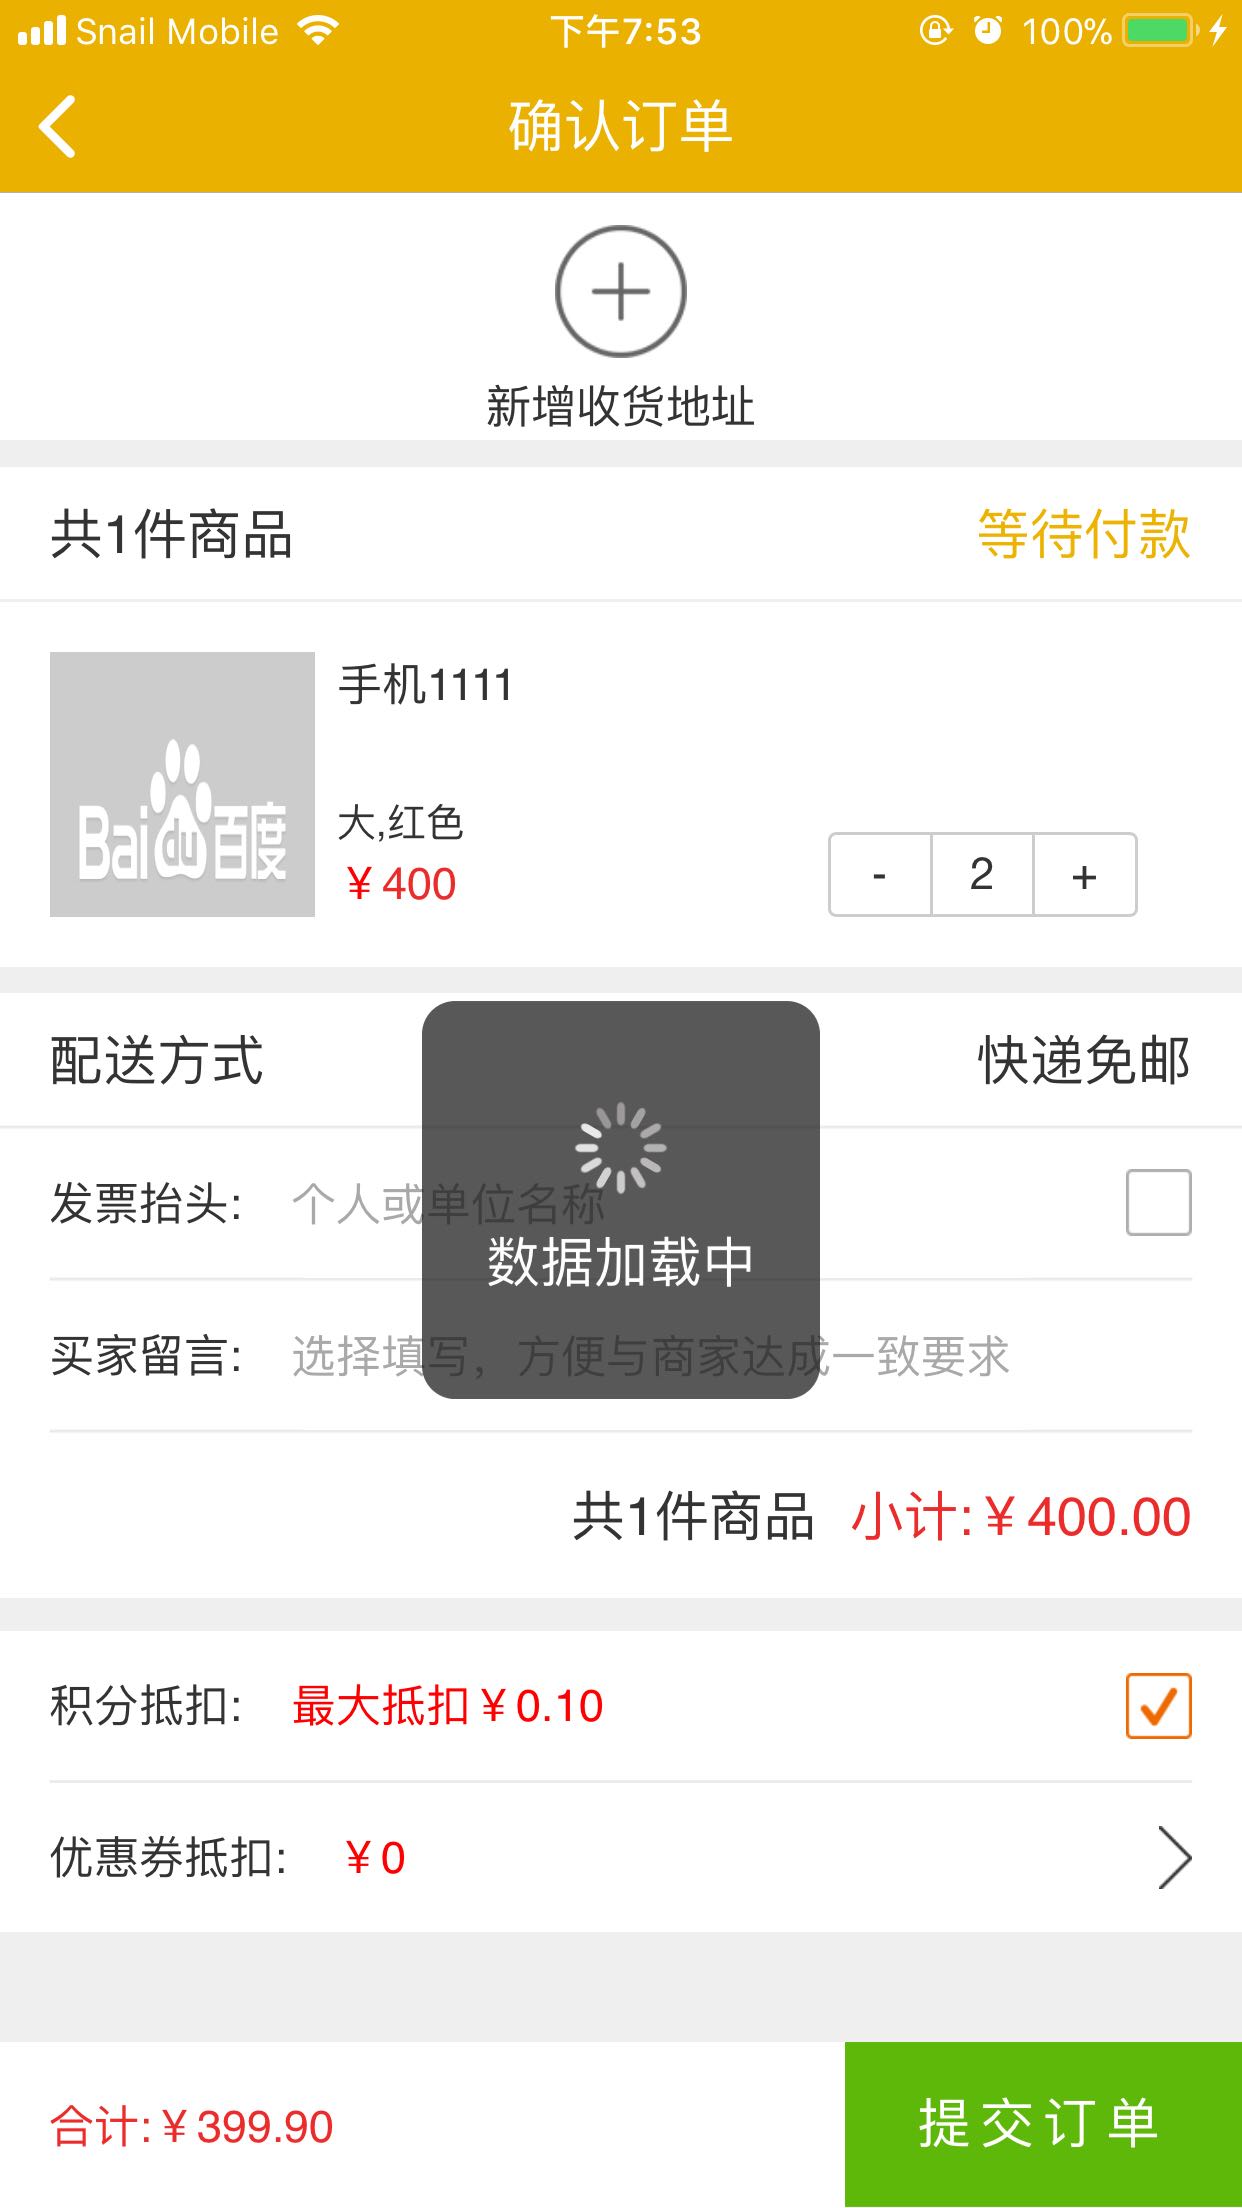 Snail Mobile 下午7:53 100%
确认订单
新增收货地址
共1件商品 等待付款
手机1111
Bai du 百度
大,红色
￥400
- 2 +
配送方式 快递免邮
发票抬头: 个人或单位名称
数据加载中
买家留言: 选择填写，方便与商家达成一致要求
共1件商品 小计:￥400.00
积分抵扣: 最大抵扣￥0.10
优惠券抵扣: ￥0
合计:￥399.90 提交订单